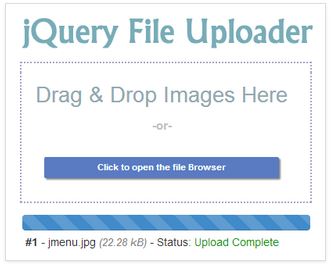 jQuery File Uploader
Drag & Drop Images Here
-or-
Click to open the file Browser
#1 - jmenu.jpg (22.28 kB) - Status: Upload Complete